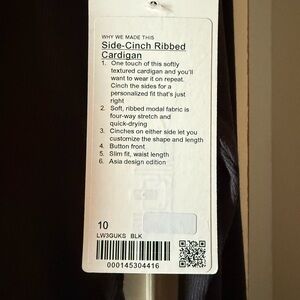 WHY WE MADE THIS
Side-Cinch Ribbed
Cardigan
1. One touch of this softly
textured cardigan and you'll
want to wear it on repeat.
Cinch the sides for a
personalized fit that's just
right
2. Soft, ribbed modal fabric is
four-way stretch and
quick-drying
3. Cinches on either side let you
customize the shape and length
4. Button front
5. Slim fit, waist length
6. Asia design edition
10
LW3GUKS BLK
000145304416